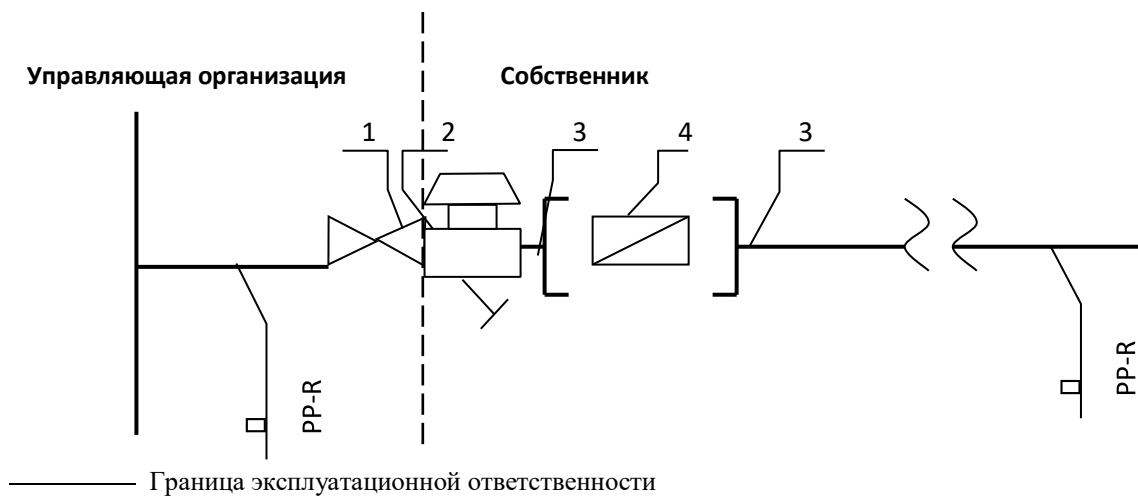 Управляющая организация
Собственник
1
2
3
4
3
PP-R
PP-R
Граница эксплуатационной ответственности